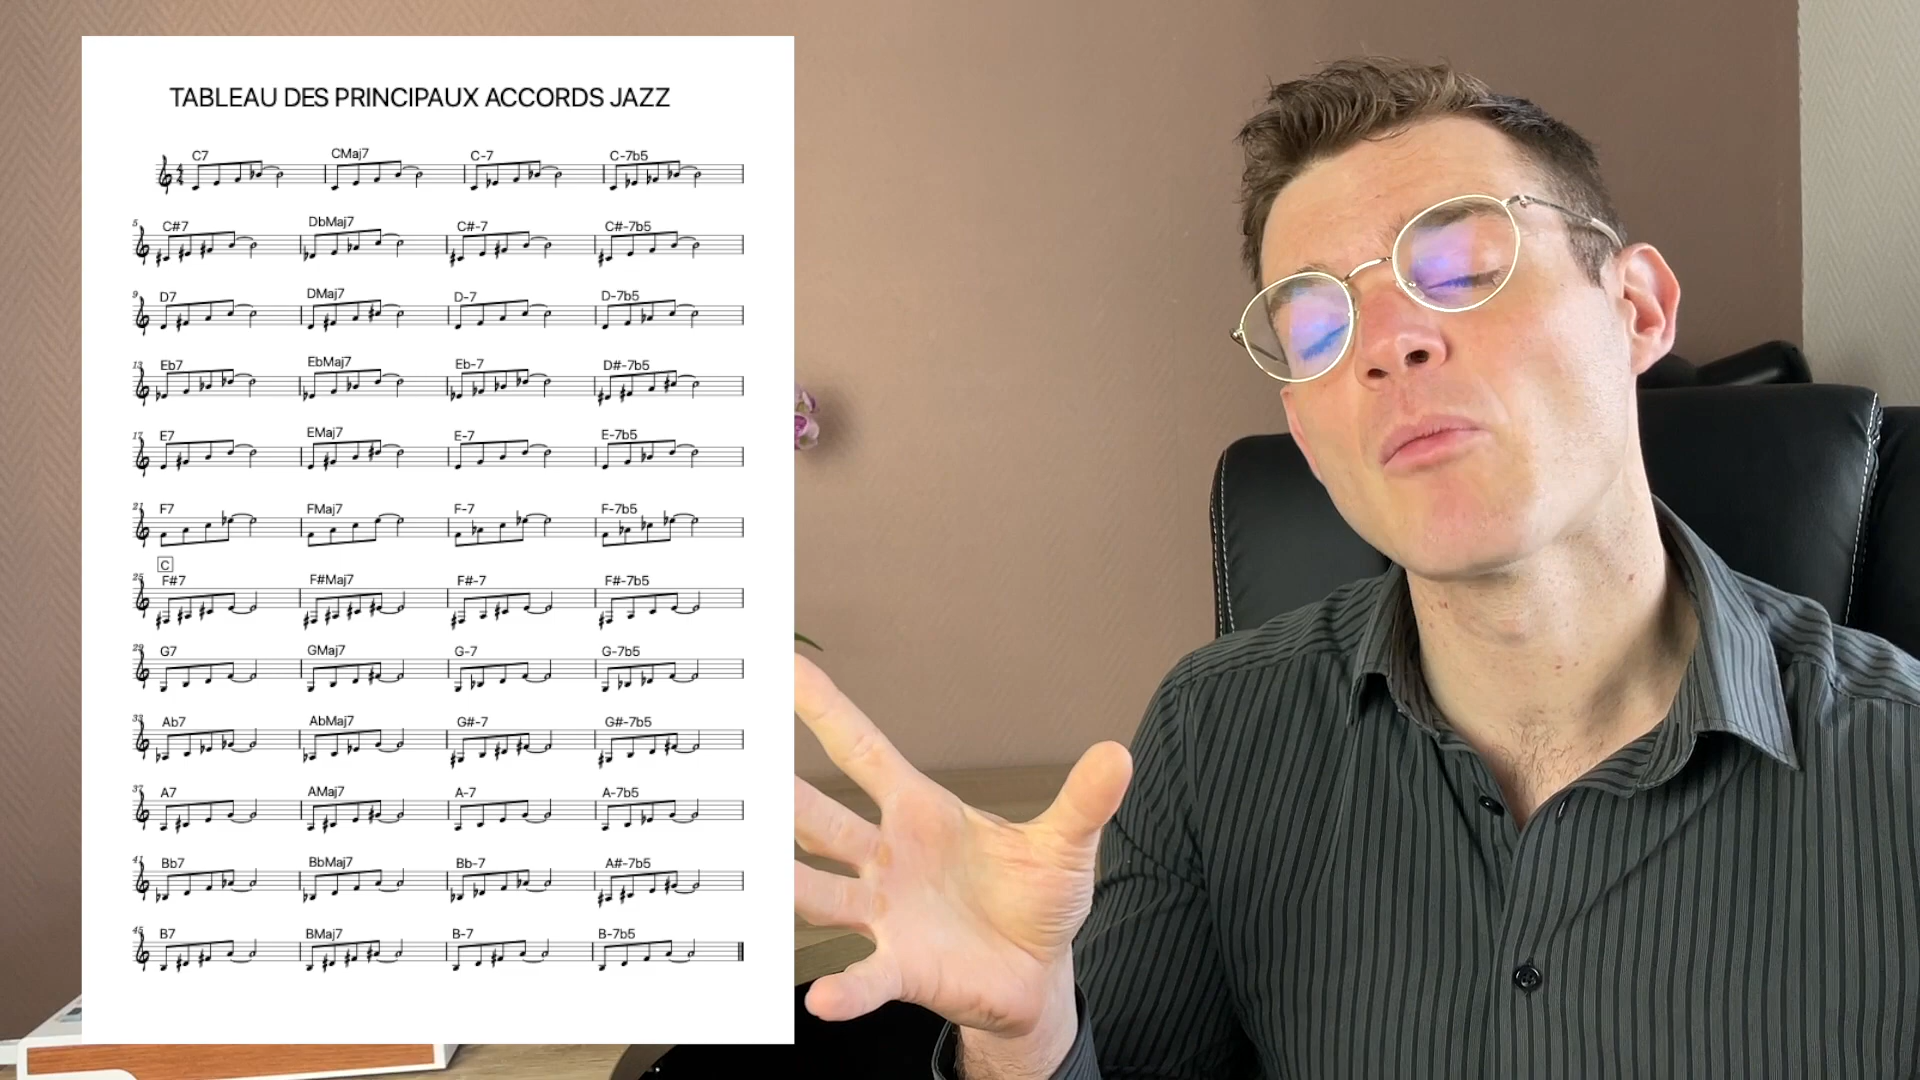 TABLEAU DES PRINCIPAUX ACCORDS JAZZ
C7 CMaj7 C-7 C-7b5
4
4
5 C#7 DbMaj7 C#-7 C#-7b5
9 D7 DMaj7 D-7 D-7b5
13 Eb7 EbMaj7 Eb-7 D#-7b5
17 E7 EMaj7 E-7 E-7b5
21 F7 FMaj7 F-7 F-7b5
C
25 F#7 F#Maj7 F#-7 F#-7b5
29 G7 GMaj7 G-7 G-7b5
33 Ab7 AbMaj7 G#-7 G#-7b5
37 A7 AMaj7 A-7 A-7b5
41 Bb7 BbMaj7 Bb-7 A#-7b5
45 B7 BMaj7 B-7 B-7b5